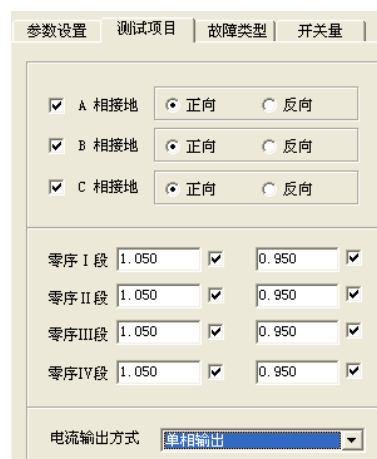 参数设置 测试项目 故障类型 开关量
A 相接地 正向 反向
B 相接地 正向 反向
C 相接地 正向 反向
零序 I 段 1.050 0.950
零序 II 段 1.050 0.950
零序III段 1.050 0.950
零序IV段 1.050 0.950
电流输出方式 单相输出